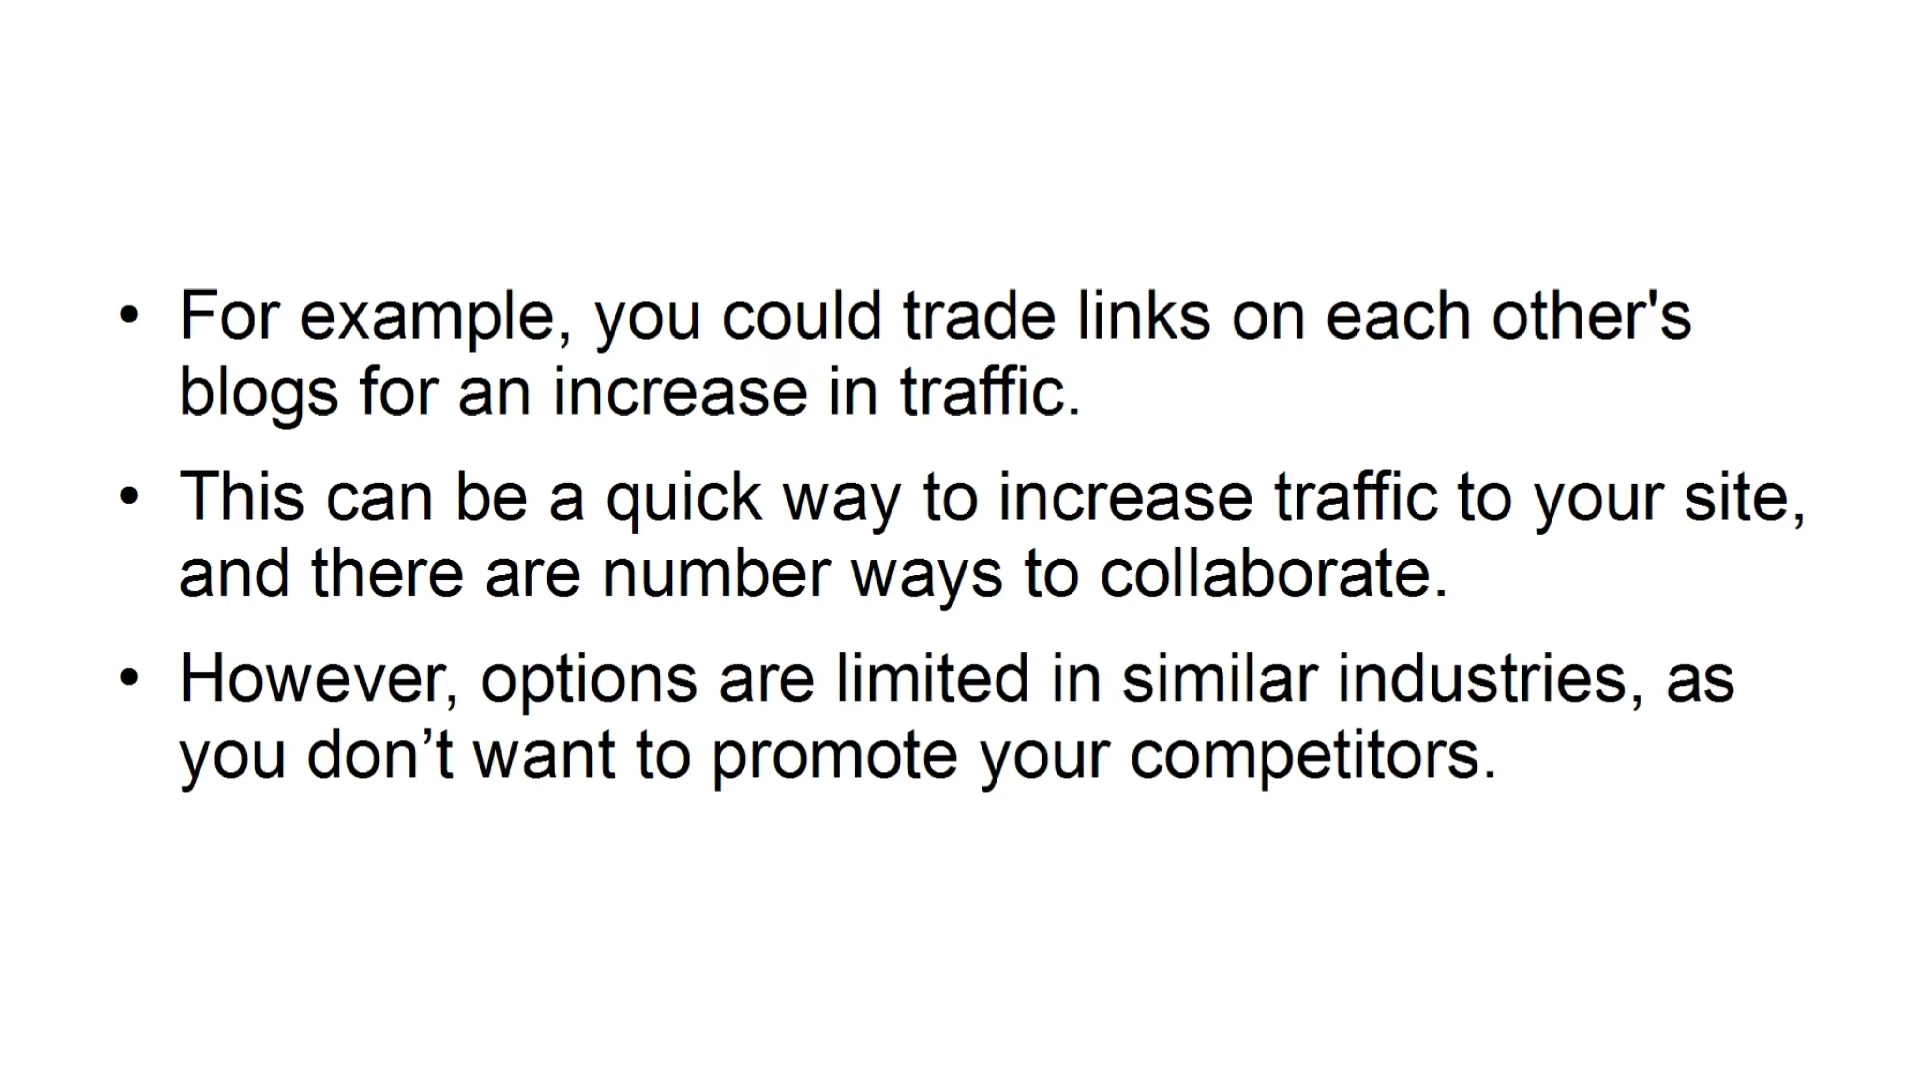 • For example, you could trade links on each other's
blogs for an increase in traffic.
• This can be a quick way to increase traffic to your site,
and there are number ways to collaborate.
• However, options are limited in similar industries, as
you don’t want to promote your competitors.